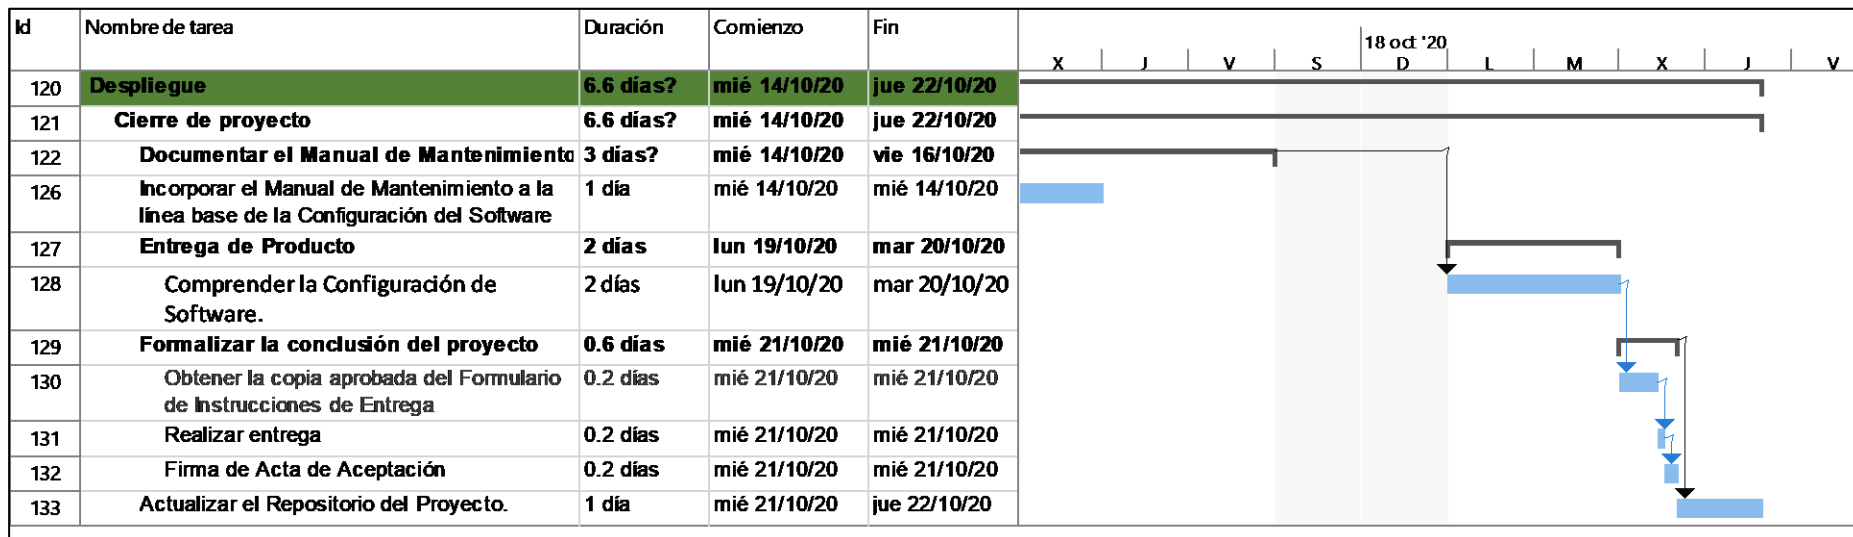 Id Nombre de tarea Duración Comienzo Fin
18 oct '20
X J V S D L M X J V
120 Despliegue 6.6 días? mié 14/10/20 jue 22/10/20
121 Cierre de proyecto 6.6 días? mié 14/10/20 jue 22/10/20
122 Documentar el Manual de Mantenimiento 3 días? mié 14/10/20 vie 16/10/20
126 Incorporar el Manual de Mantenimiento a la 1 día mié 14/10/20 mié 14/10/20
línea base de la Configuración del Software
127 Entrega de Producto 2 días lun 19/10/20 mar 20/10/20
128 Comprender la Configuración de 2 días lun 19/10/20 mar 20/10/20
Software.
129 Formalizar la conclusión del proyecto 0.6 días mié 21/10/20 mié 21/10/20
130 Obtener la copia aprobada del Formulario 0.2 días mié 21/10/20 mié 21/10/20
de Instrucciones de Entrega
131 Realizar entrega 0.2 días mié 21/10/20 mié 21/10/20
132 Firma de Acta de Aceptación 0.2 días mié 21/10/20 mié 21/10/20
133 Actualizar el Repositorio del Proyecto. 1 día mié 21/10/20 jue 22/10/20